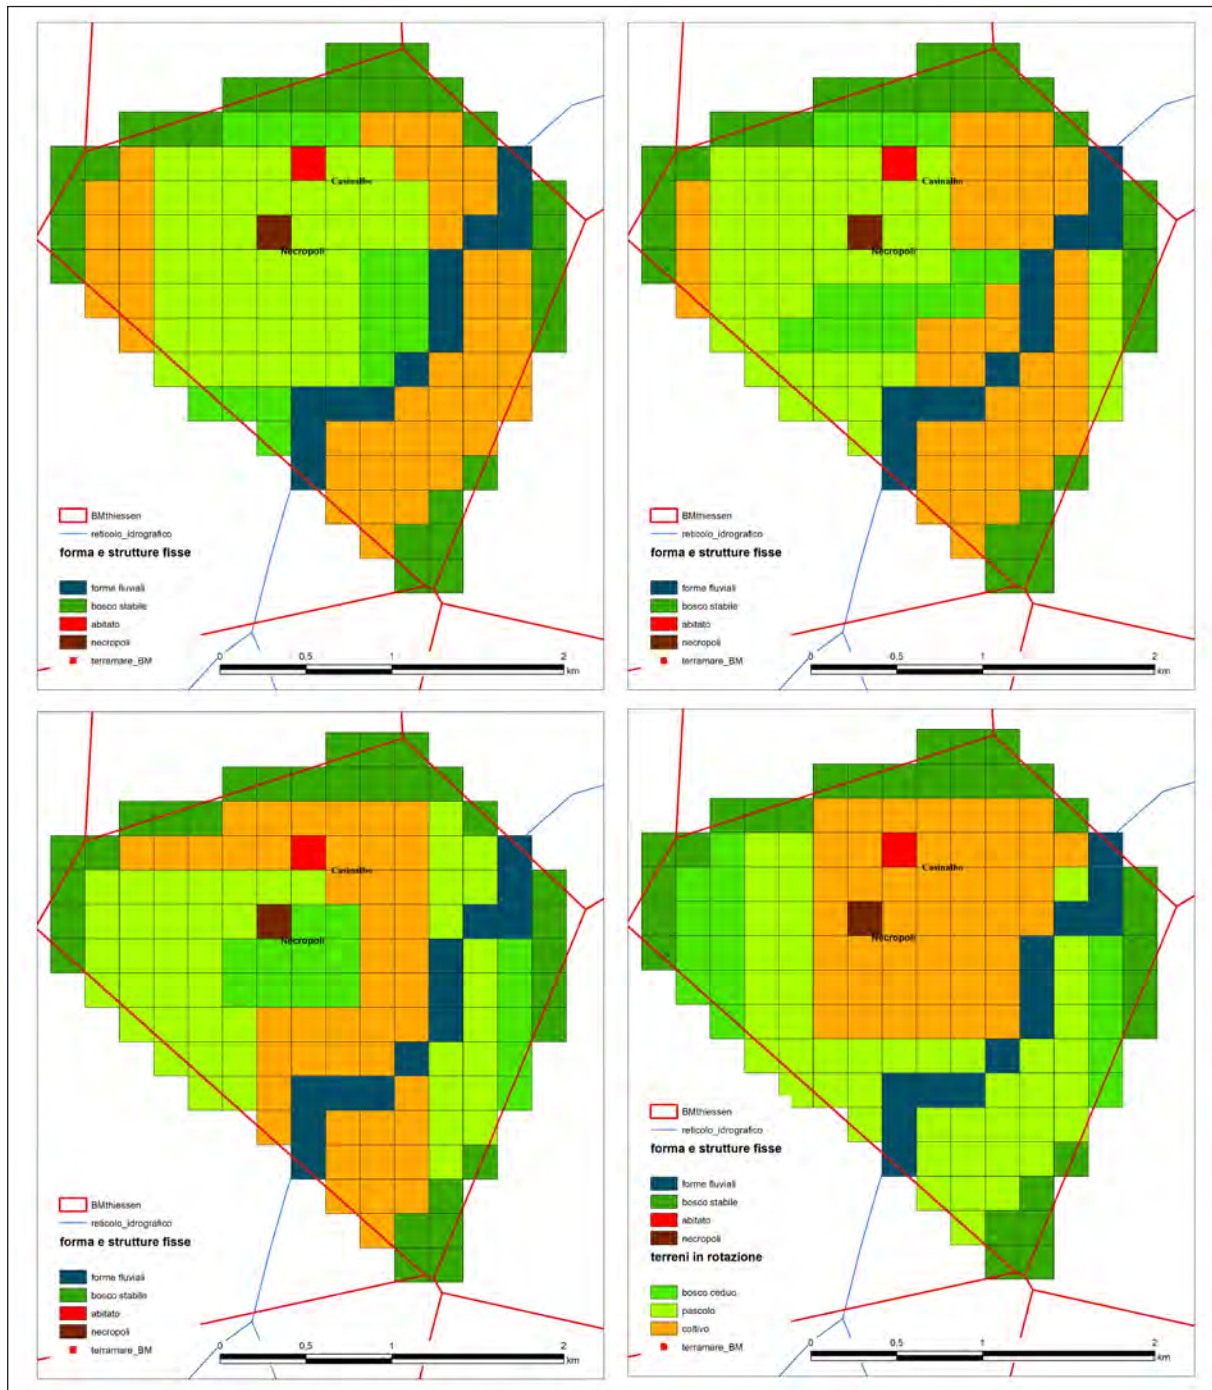 Casinalbo
Necropoli
BMthiessen
reticolo_idrografico
forma e strutture fisse
forme fluviali
bosco stabile
abitato
necropoli
terramare_BM
0 0,5 1 2
km
Casinalbo
Necropoli
BMthiessen
reticolo_idrografico
forma e strutture fisse
forme fluviali
bosco stabile
abitato
necropoli
terramare_BM
0 0,5 1 2
km
Casinalbo
Necropoli
BMthiessen
reticolo_idrografico
forma e strutture fisse
forme fluviali
bosco stabile
abitato
necropoli
terramare_BM
0 0,5 1 2
km
Casinalbo
Necropoli
BMthiessen
reticolo_idrografico
forma e strutture fisse
forme fluviali
bosco stabile
abitato
necropoli
terreni in rotazione
bosco ceduo
pascolo
coltivo
terramare_BM
0 0,5 1 2
km